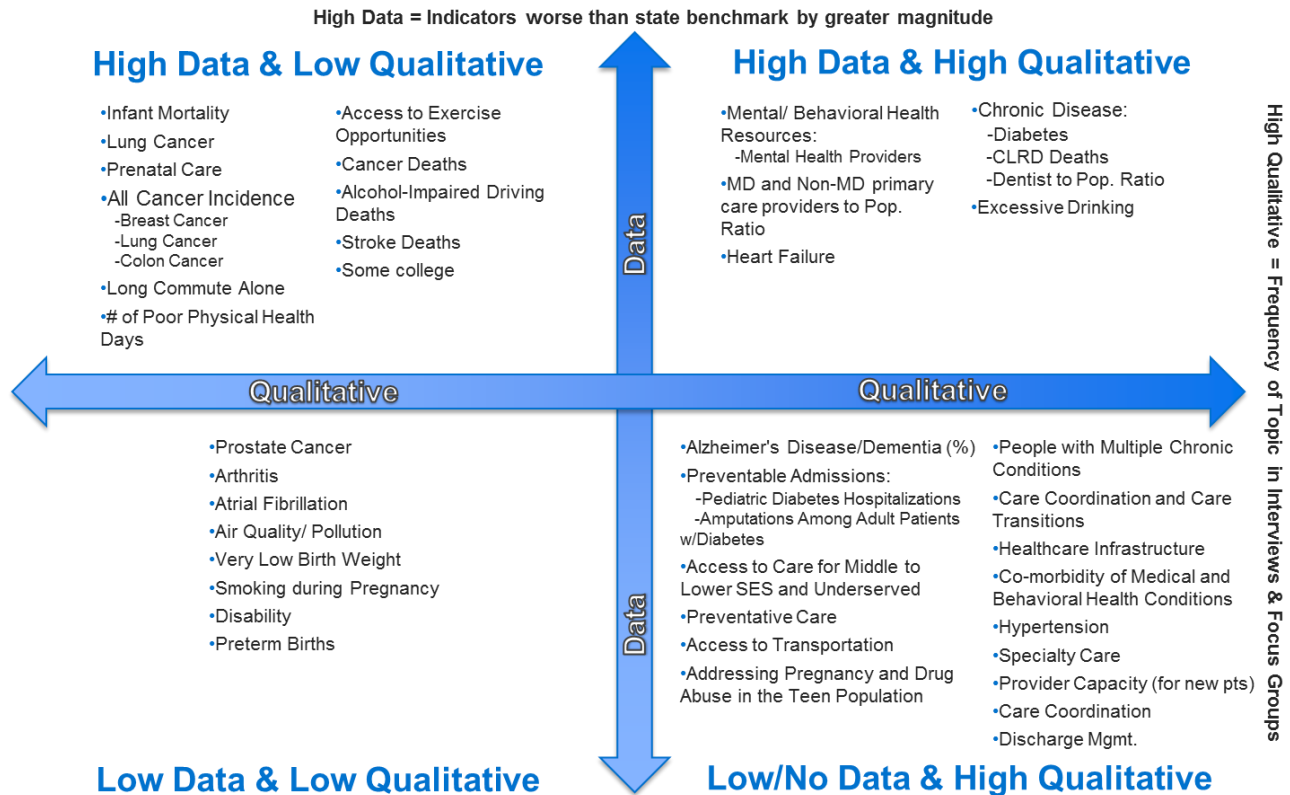 High Data = Indicators worse than state benchmark by greater magnitude
High Data & Low Qualitative
•Infant Mortality
•Lung Cancer
•Prenatal Care
•All Cancer Incidence
-Breast Cancer
-Lung Cancer
-Colon Cancer
•Long Commute Alone
•# of Poor Physical Health
Days
•Access to Exercise
Opportunities
•Cancer Deaths
•Alcohol-Impaired Driving
Deaths
•Stroke Deaths
•Some college
High Data & High Qualitative
•Mental/ Behavioral Health
Resources:
-Mental Health Providers
•MD and Non-MD primary
care providers to Pop.
Ratio
•Heart Failure
•Chronic Disease:
-Diabetes
-CLRD Deaths
-Dentist to Pop. Ratio
•Excessive Drinking
High Qualitative = Frequency of Topic in Interviews & Focus Groups
Data
Qualitative
Qualitative
Data
•Prostate Cancer
•Arthritis
•Atrial Fibrillation
•Air Quality/ Pollution
•Very Low Birth Weight
•Smoking during Pregnancy
•Disability
•Preterm Births
Low Data & Low Qualitative
•Alzheimer's Disease/Dementia (%)
•Preventable Admissions:
-Pediatric Diabetes Hospitalizations
-Amputations Among Adult Patients
w/Diabetes
•Access to Care for Middle to
Lower SES and Underserved
•Preventative Care
•Access to Transportation
•Addressing Pregnancy and Drug
Abuse in the Teen Population
•People with Multiple Chronic
Conditions
•Care Coordination and Care
Transitions
•Healthcare Infrastructure
•Co-morbidity of Medical and
Behavioral Health Conditions
•Hypertension
•Specialty Care
•Provider Capacity (for new pts)
•Care Coordination
•Discharge Mgmt.
Low/No Data & High Qualitative